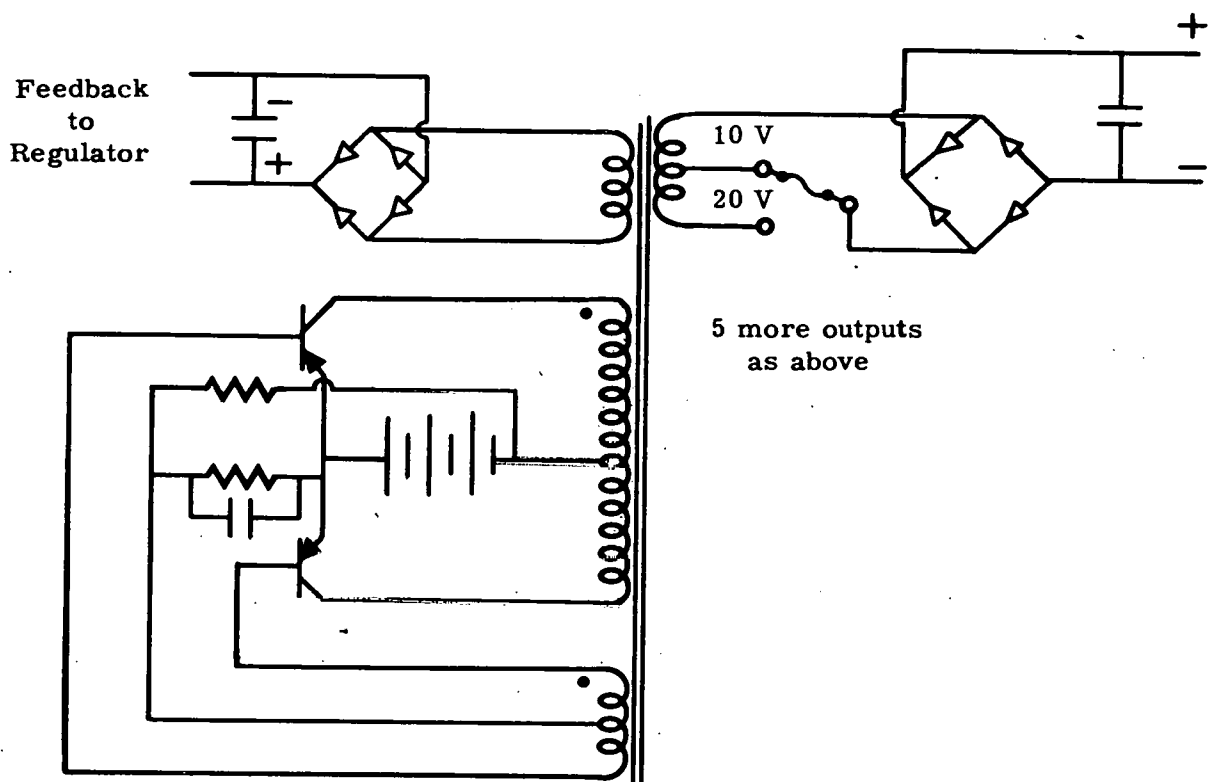 +
Feedback
to
Regulator
-
+
10 V
20 V
-
5 more outputs
as above